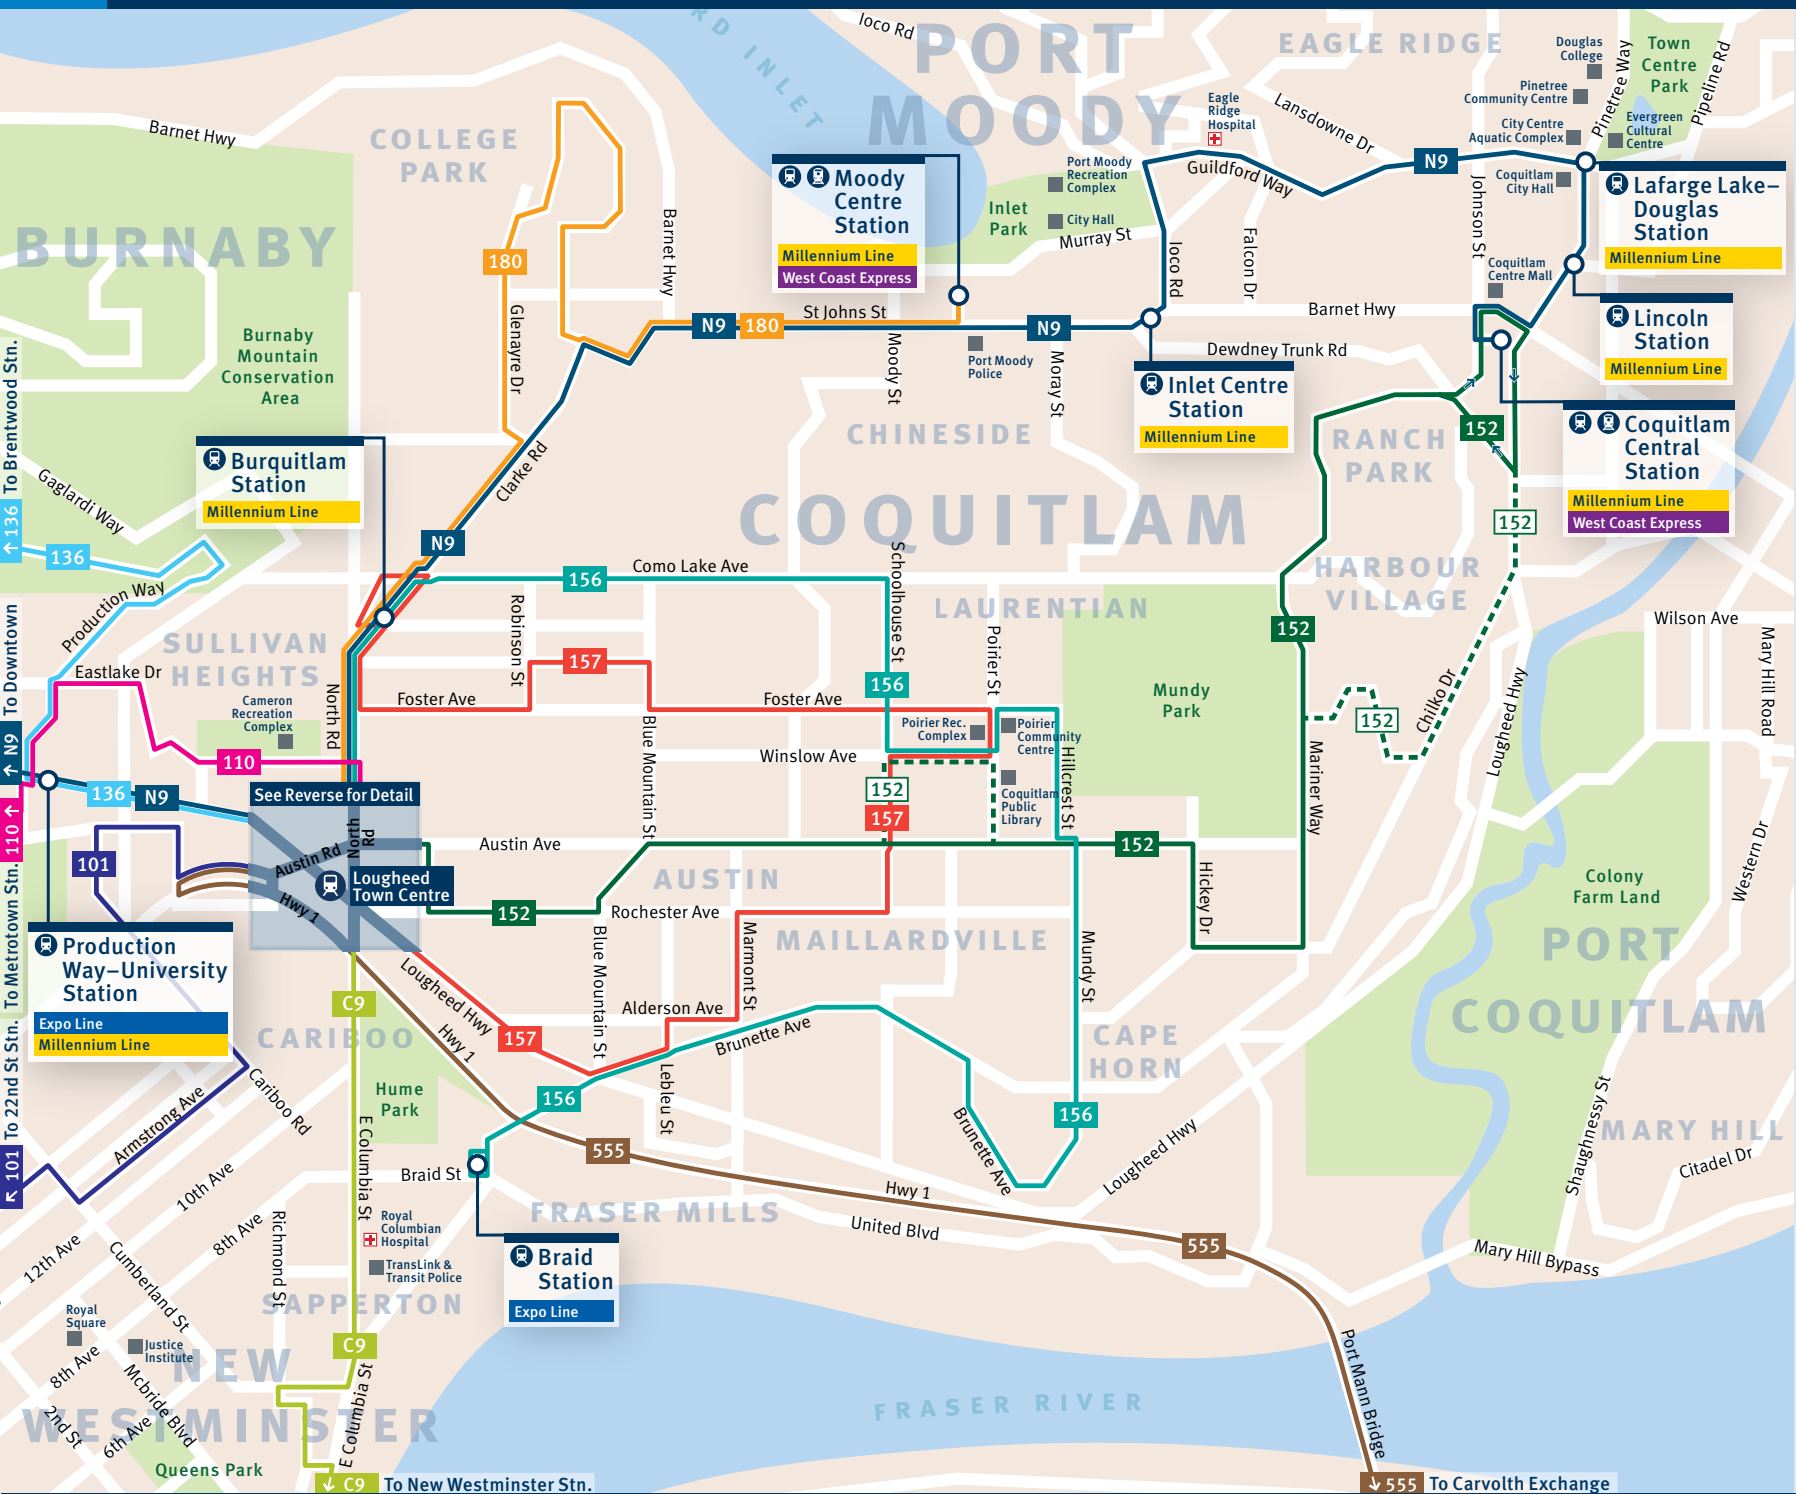 Ioco Rd
RD INLET
PORT
MOODY
EAGLE RIDGE
Douglas
College
Pinetree Way
Town
Centre
Park
Pipeline Rd
Pinetree
Community Centre
City Centre
Aquatic Complex
Evergreen
Cultural
Centre
Coquitlam
City Hall
Eagle
Ridge
Hospital
Lansdowne Dr
Guildford Way
N9
Barnet Hwy
COLLEGE
PARK
Barnet Hwy
180
Moody
Centre
Station
Millennium Line
West Coast Express
Port Moody
Recreation
Complex
City Hall
Inlet
Park
Murray St
Ioco Rd
Falcon Dr
Johnson St
Coquitlam
Centre Mall
Lafarge Lake–
Douglas
Station
Millennium Line
Lincoln
Station
Millennium Line
BURNABY
Burnaby
Mountain
Conservation
Area
Glenayre Dr
St Johns St
N9
180
N9
Barnet Hwy
Moody St
Port Moody
Police
Moray St
Dewdney Trunk Rd
Inlet Centre
Station
Millennium Line
Coquitlam
Central
Station
Millennium Line
West Coast Express
To Brentwood Stn.
136
Gaglardi Way
136
Burquitlam
Station
Millennium Line
Clarke Rd
N9
CHINESIDE
COQUITLAM
RANCH
PARK
152
152
HARBOUR
VILLAGE
Production Way
Como Lake Ave
156
Schoolhouse St
LAURENTIAN
Robinson St
Poirier St
152
Wilson Ave
Mary Hill Road
To Downtown
N9
SULLIVAN
HEIGHTS
Eastlake Dr
Cameron
Recreation
Complex
North Rd
157
Foster Ave
Foster Ave
156
Mundy
Park
152
Chilko Dr
Lougheed Hwy
Poirier Rec.
Complex
Poirier
Community
Centre
110
Blue Mountain St
Winslow Ave
Hillcrest St
Mariner Way
136
N9
See Reverse for Detail
152
157
Coquitlam
Public
Library
110
To Metrotown Stn.
101
Austin Rd
North
Rd
Hwy 1
Lougheed
Town Centre
Austin Ave
152
AUSTIN
Hickey Dr
Western Dr
Colony
Farm Land
152
Rochester Ave
Production
Way–University
Station
Expo Line
Millennium Line
C9
Lougheed Hwy
Hwy 1
Blue Mountain St
Marmont St
MAILLARDVILLE
Mundy St
PORT
COQUITLAM
Alderson Ave
157
Brunette Ave
CARIBOO
CAPE
HORN
To 22nd St Stn.
101
Armstrong Ave
Cariboo Rd
Hume
Park
156
Lebleu St
156
Brunette Ave
Lougheed Hwy
Shaughnessy St
MARY HILL
Citadel Dr
E Columbia St
555
Braid St
Hwy 1
10th Ave
8th Ave
Richmond St
Royal
Columbian
Hospital
FRASER MILLS
United Blvd
555
Mary Hill Bypass
12th Ave
Cumberland St
TransLink &
Transit Police
Braid
Station
Expo Line
SAPPERTON
Royal
Square
Justice
Institute
8th Ave
C9
NEW
WESTMINSTER
Mcbride Blvd
2nd St
6th Ave
E Columbia St
Queens Park
FRASER RIVER
Port Mann Bridge
C9
To New Westminster Stn.
555
To Carvolth Exchange